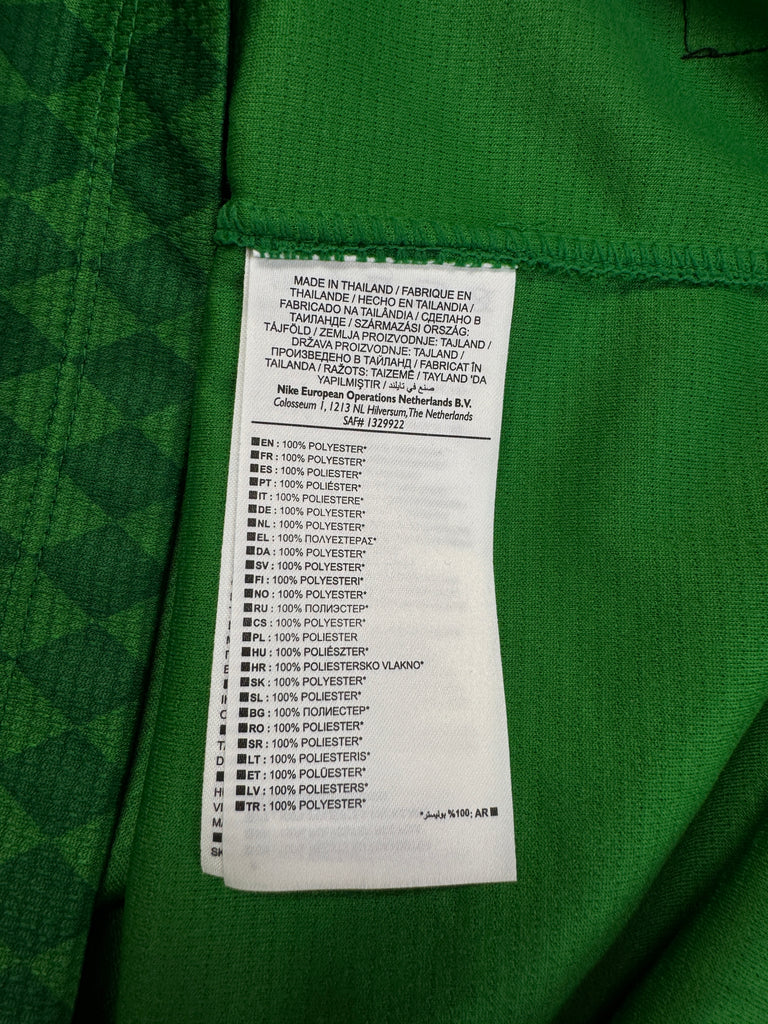 MADE IN THAILAND / FABRIQUE EN
THAILANDE / HECHO EN TAILANDIA /
FABRICADO NA TAILÂNDIA / СДЕЛАНО В
ТАИЛАНДЕ / SZÁRMAZÁSI ORSZÁG:
TÁJFÖLD / ZEMLJA PROIZVODNJE: TAJLAND /
DRŽAVA PROIZVODNJE: TAJLAND /
ПРОИЗВЕДЕНО В ТАЙЛАНД / FABRICAT ÎN
TAILANDA / RAŽOTS: TAIZEMĒ / TAYLAND 'DA
YAPILMIŞTIR / صنع في تايلند
Nike European Operations Netherlands B.V.
Colosseum 1, 1213 NL Hilversum, The Netherlands
SAF# 1329922
EN : 100% POLYESTER*
FR : 100% POLYESTER*
ES : 100% POLIESTER*
PT : 100% POLIÉSTER*
IT : 100% POLIESTERE*
DE : 100% POLYESTER*
NL : 100% POLYESTER*
EL : 100% ΠΟΛΥΕΣΤΕΡΑΣ*
DA : 100% POLYESTER*
SV : 100% POLYESTER*
FI : 100% POLYESTERI*
NO : 100% POLYESTER*
RU : 100% ПОЛИЭСТЕР*
CS : 100% POLYESTER*
PL : 100% POLIESTER
HU : 100% POLIÉSZTER*
HR : 100% POLIESTERSKO VLAKNO*
SK : 100% POLYESTER*
SL : 100% POLIESTER*
BG : 100% ПОЛИЕСТЕР*
RO : 100% POLIESTER*
SR : 100% POLIESTER*
LT : 100% POLIESTERIS*
ET : 100% POLÜESTER*
LV : 100% POLIESTERS*
TR : 100% POLYESTER*
AR :100% بوليستر*